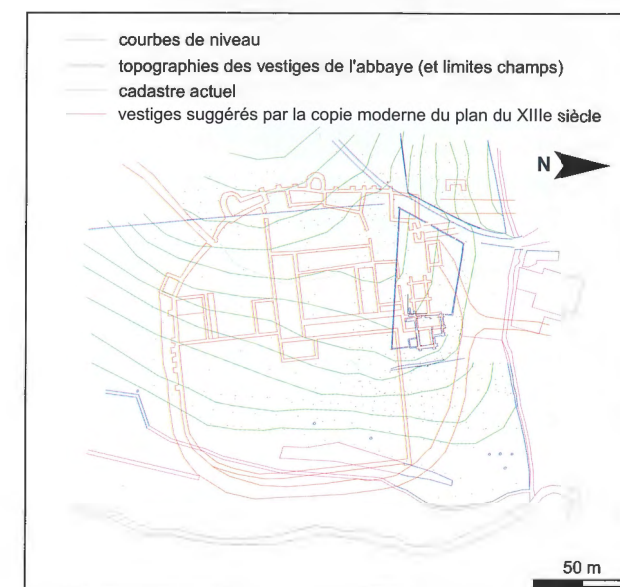 courbes de niveau
topographies des vestiges de l'abbaye (et limites champs)
cadastre actuel
vestiges suggérés par la copie moderne du plan du XIIIe siècle
N
50 m